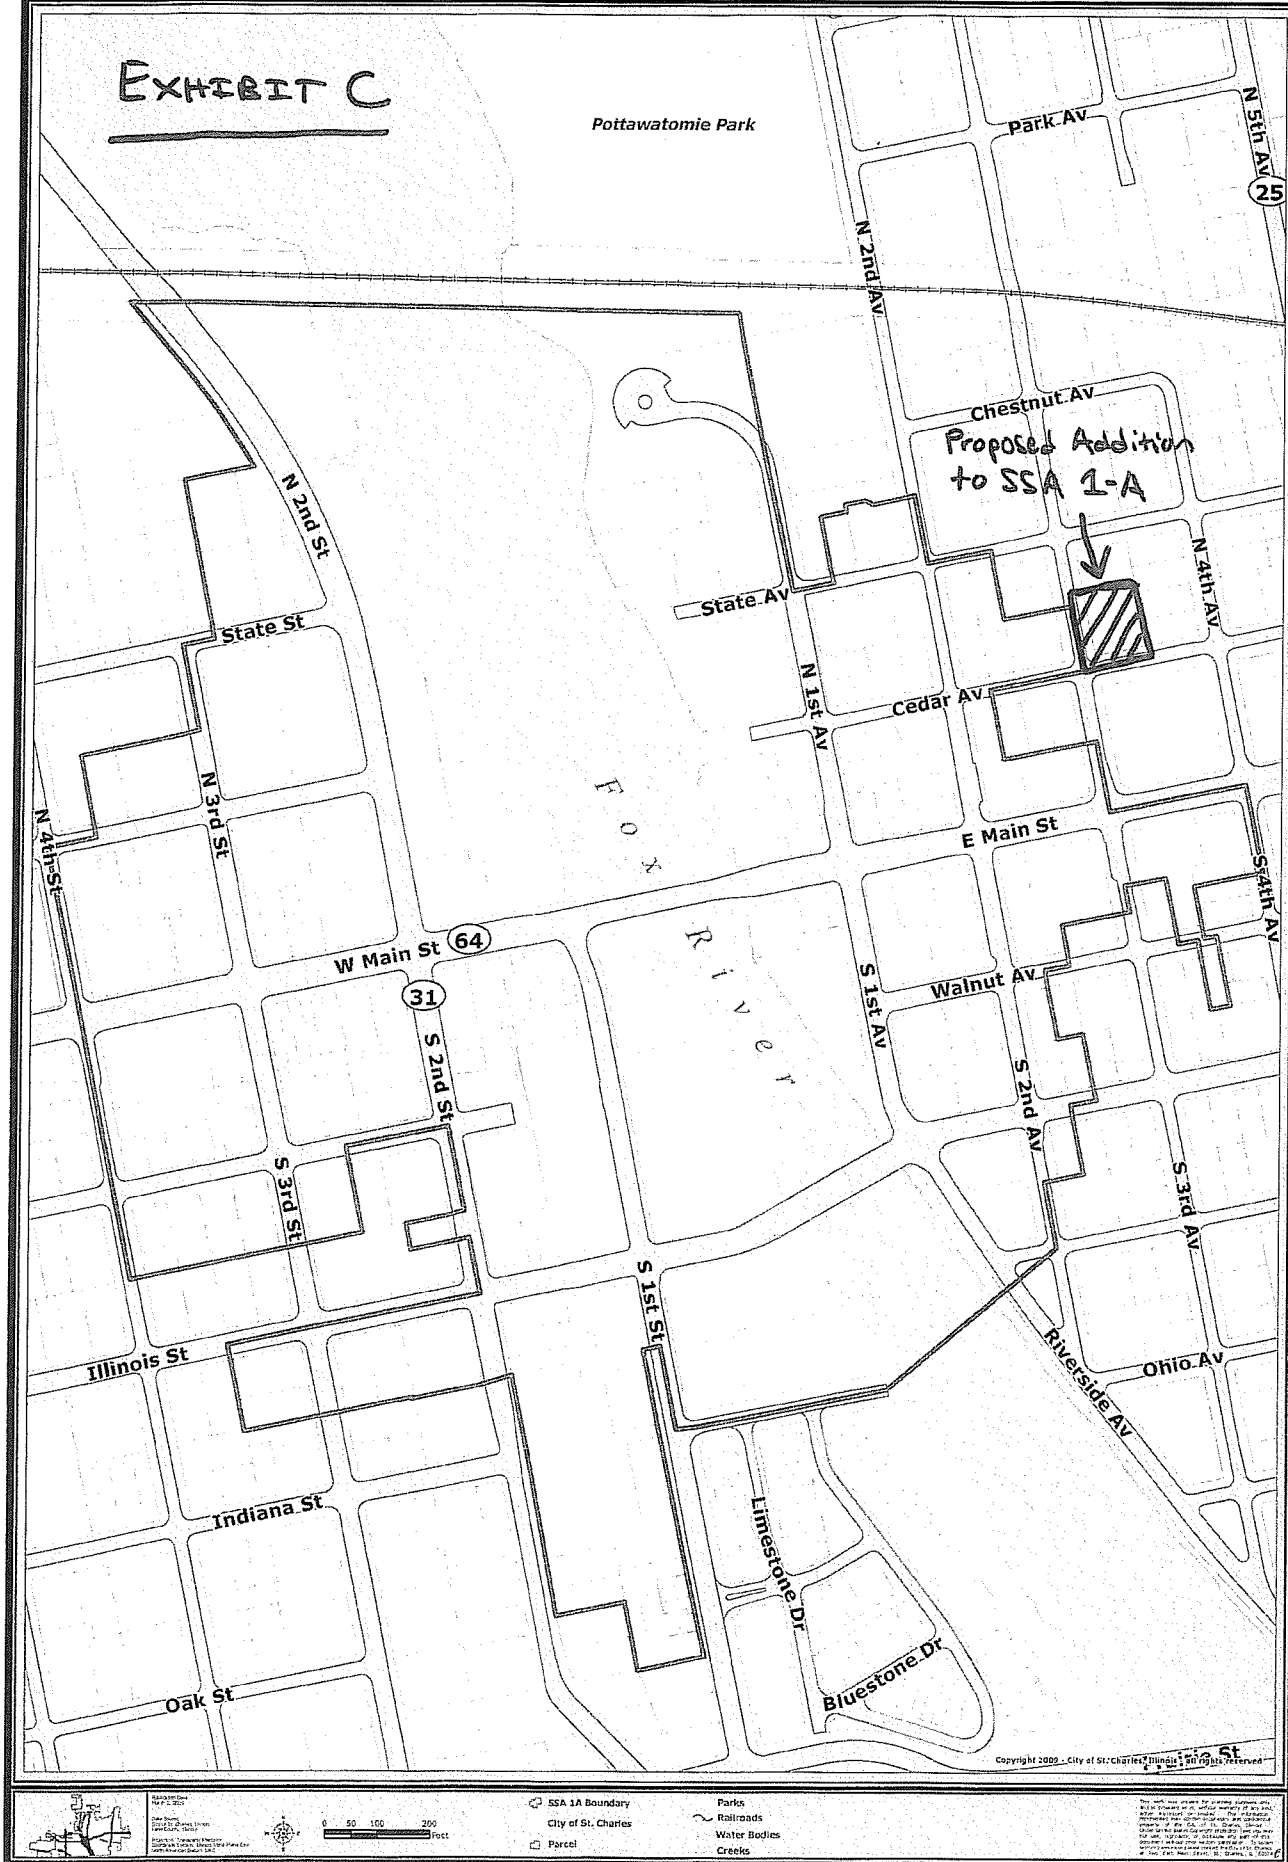 EXHIBIT C
Pottawatomie Park
Park Av
N 5th Av
25
N 2nd Av
Chestnut Av
Proposed Addition
to SSA 1-A
N 2nd St
N 4th Av
State Av
State St
N 1st Av
Cedar Av
N 3rd St
N 4th St
Fox River
E Main St
S 4th Av
W Main St
64
31
Walnut Av
S 1st Av
S 2nd St
S 2nd Av
S 3rd St
S 3rd Av
S 1st St
Illinois St
Riverside Av
Ohio Av
Indiana St
Limestone Dr
Bluestone Dr
Oak St
Copyright 2009 - City of St. Charles, Illinois - all rights reserved
0 50 100 200
Feet
SSA 1A Boundary
City of St. Charles
Parcel
Parks
Railroads
Water Bodies
Creeks